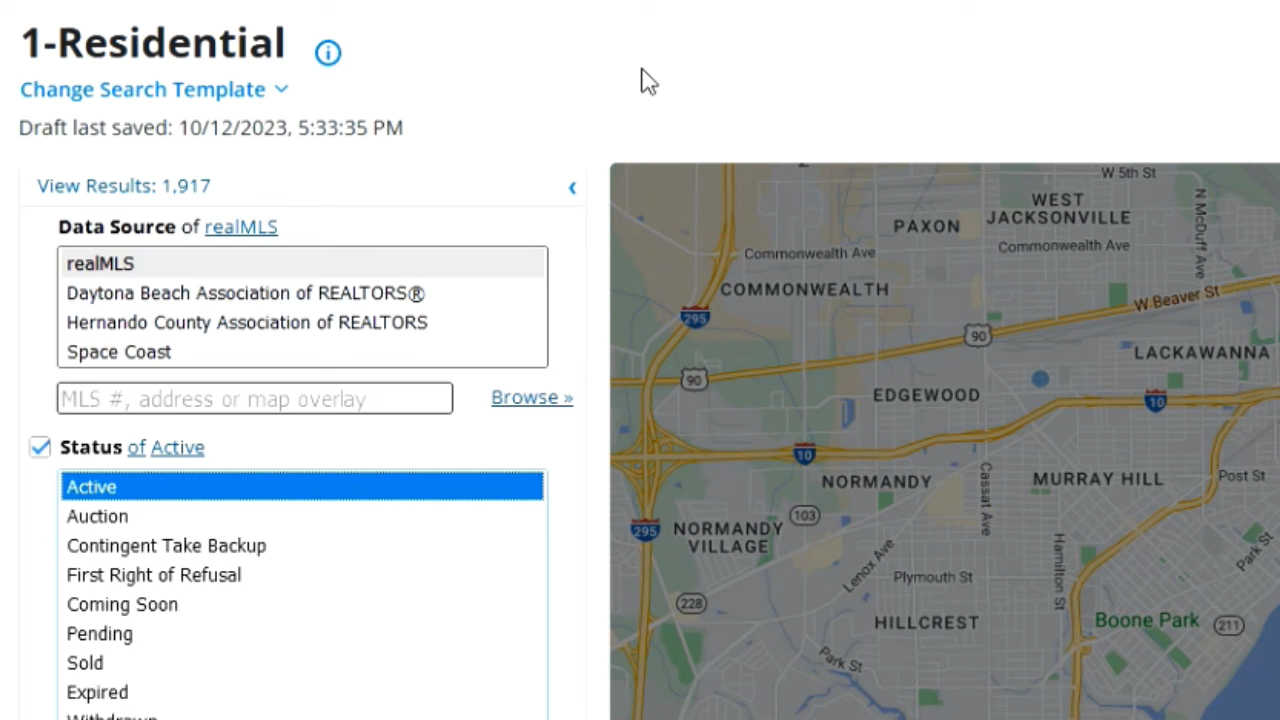 1-Residential
Change Search Template
Draft last saved: 10/12/2023, 5:33:35 PM
View Results: 1,917
Data Source of realMLS
realMLS
Daytona Beach Association of REALTORS®
Hernando County Association of REALTORS
Space Coast
MLS #, address or map overlay
Browse »
Status of Active
Active
Auction
Contingent Take Backup
First Right of Refusal
Coming Soon
Pending
Sold
Expired
Withdrawn
W 5th St
WEST
JACKSONVILLE
PAXON
N McDuff Ave
Commonwealth Ave
Commonwealth Ave
COMMONWEALTH
W Beaver St
295
90
90
LACKAWANNA
EDGEWOOD
10
10
NORMANDY
Cassat Ave
MURRAY HILL
Post St
103
295
NORMANDY
VILLAGE
Lenox Ave
Hamilton St
Park St
Plymouth St
228
HILLCREST
Boone Park
211
Park St